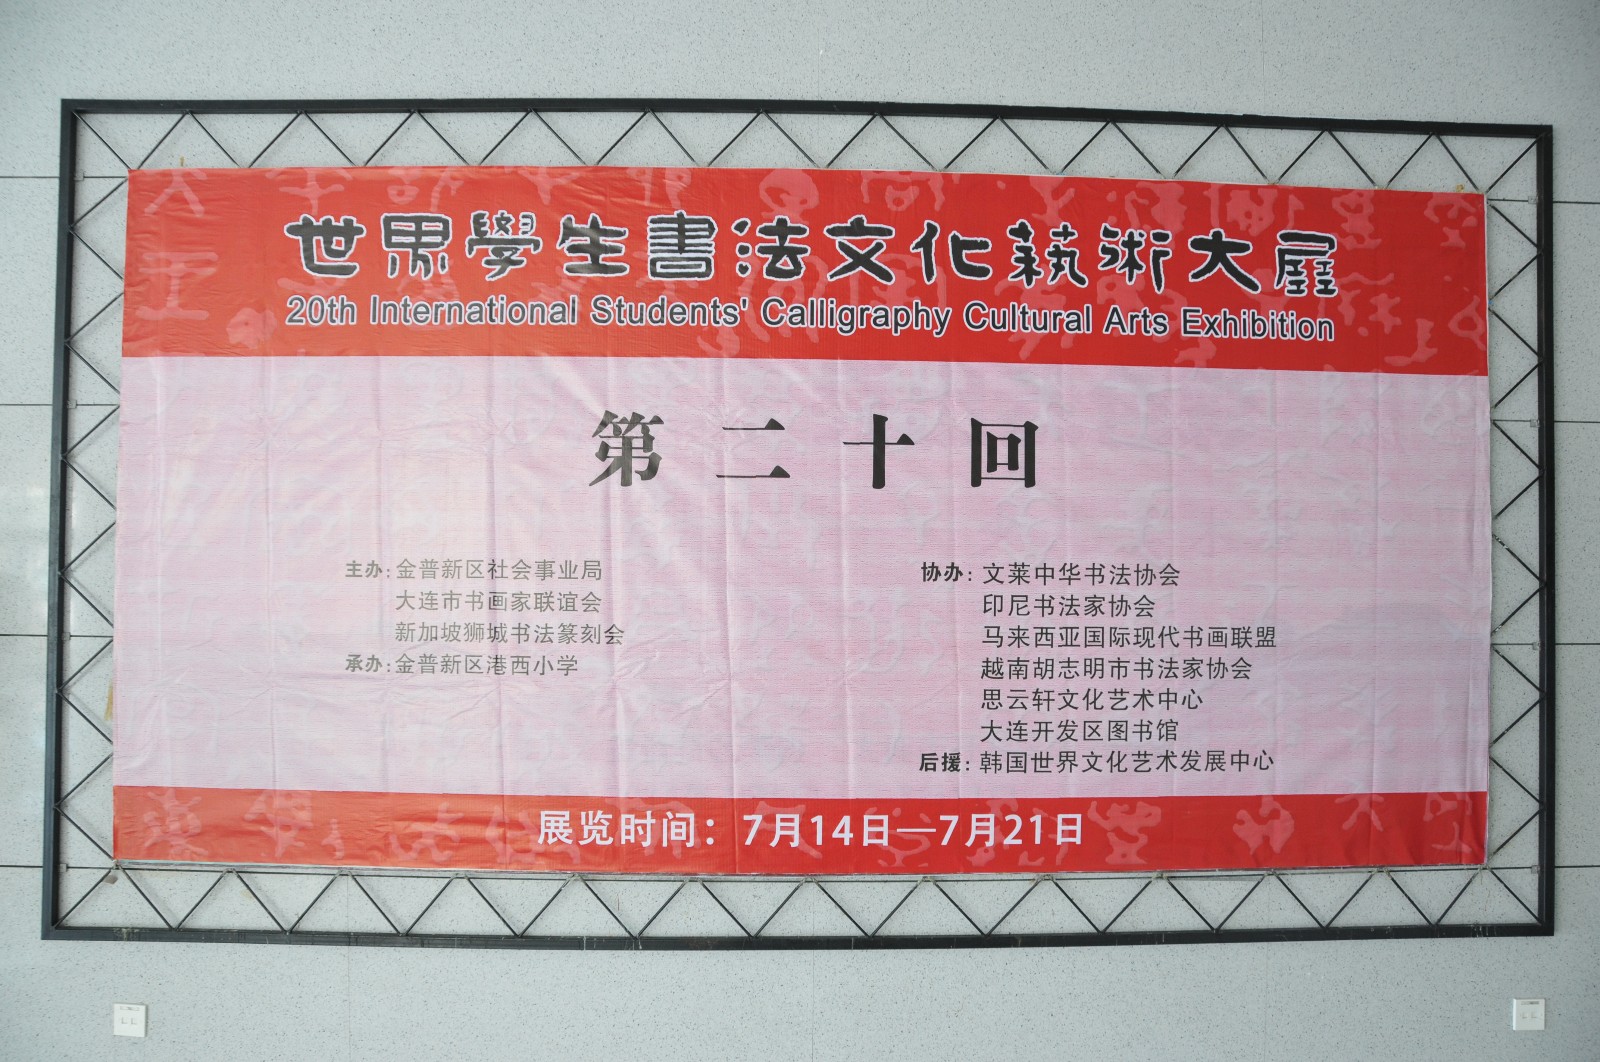 世界學生書法文化藝術大展
20th International Students' Calligraphy Cultural Arts Exhibition
第二十回
主办：金普新区社会事业局
大连市书画家联谊会
新加坡狮城书法篆刻会
承办：金普新区港西小学
协办：文莱中华书法协会
印尼书法家协会
马来西亚国际现代书画联盟
越南胡志明市书法家协会
思云轩文化艺术中心
大连开发区图书馆
后援：韩国世界文化艺术发展中心
展览时间：7月14日—7月21日